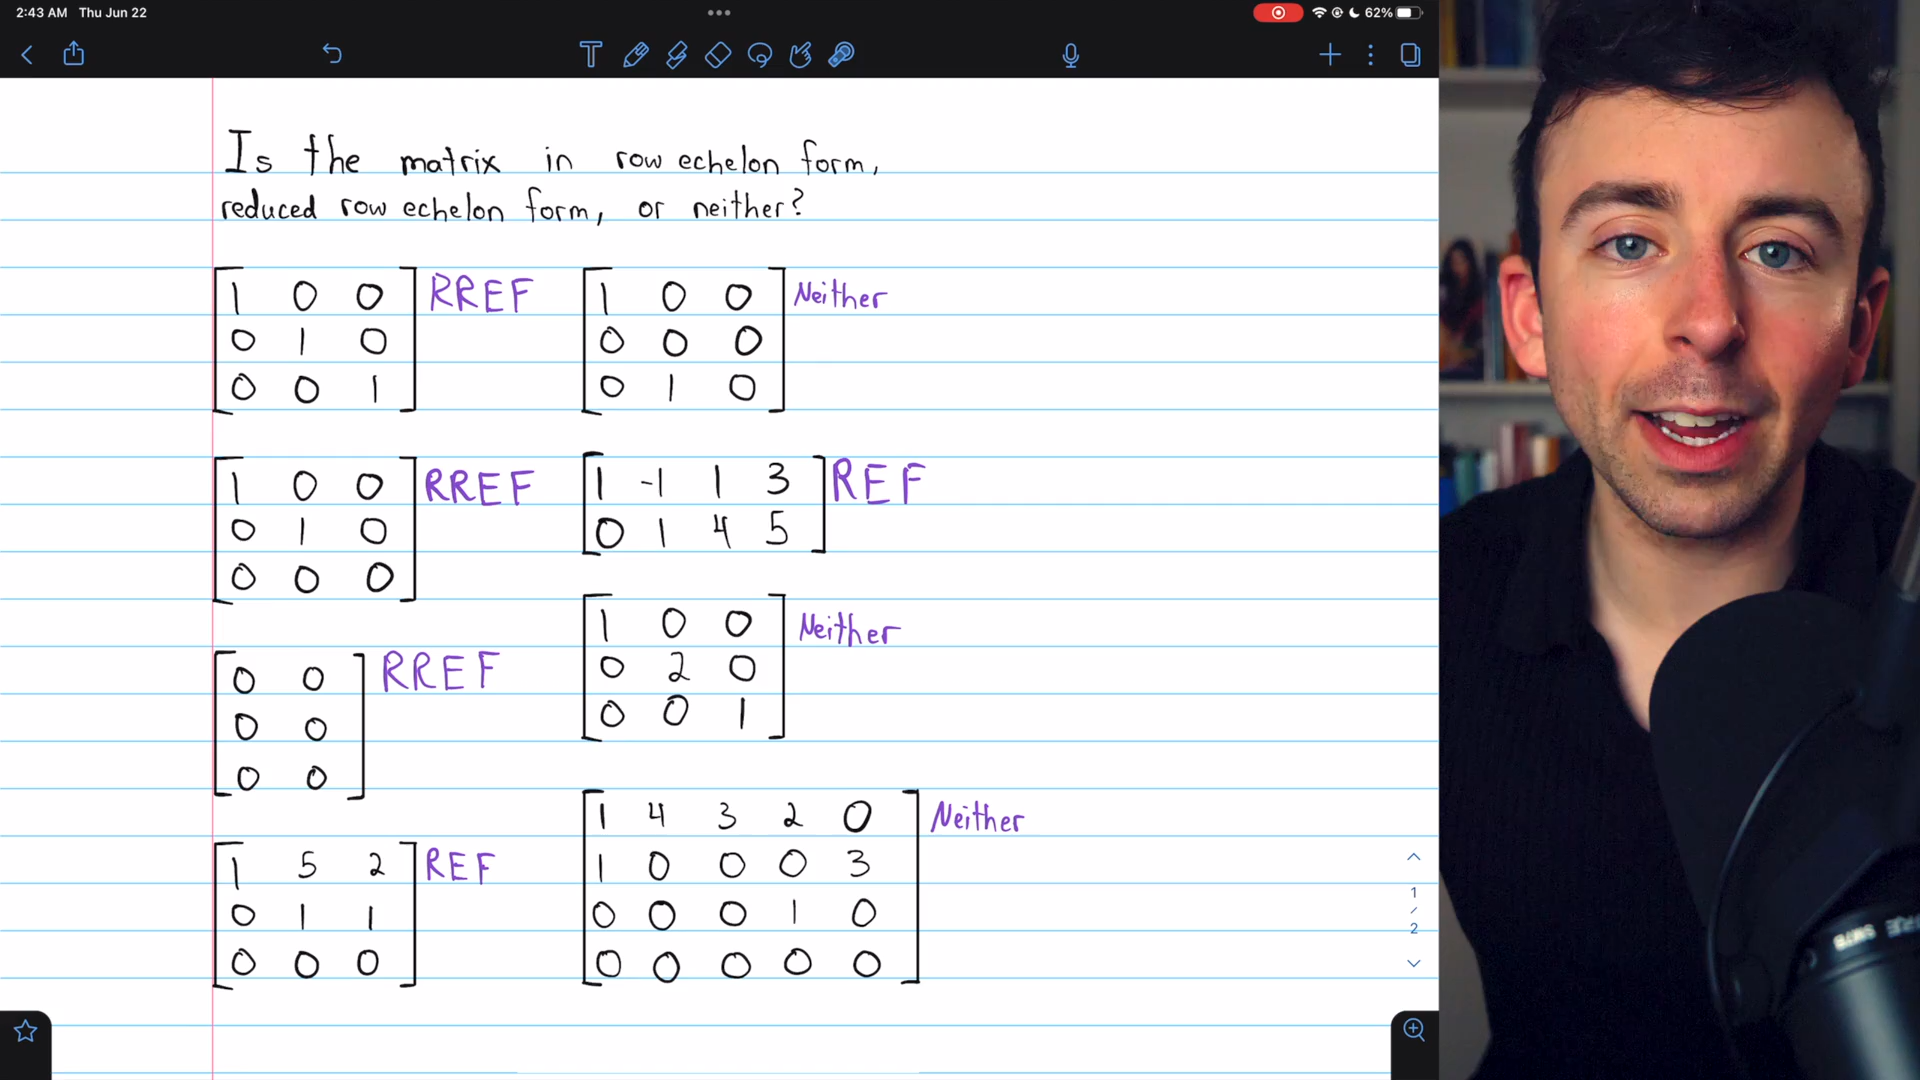 2:43 AM Thu Jun 22
62%
Is the matrix in row echelon form,
reduced row echelon form, or neither?
1 0 0
0 1 0
0 0 1
RREF
1 0 0
0 0 0
0 1 0
Neither
1 0 0
0 1 0
0 0 0
RREF
1 -1 1 3
0 1 4 5
REF
0 0
0 0
0 0
RREF
1 0 0
0 2 0
0 0 1
Neither
1 5 2
0 1 1
0 0 0
REF
1 4 3 2 0
1 0 0 0 3
0 0 0 1 0
0 0 0 0 0
Neither
1
/
2